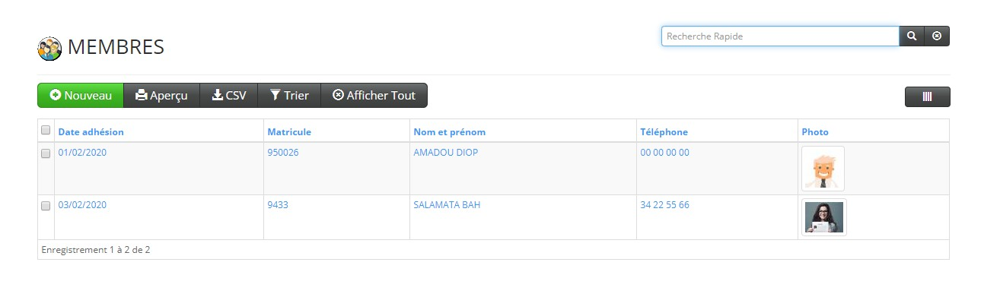 MEMBRES
Recherche Rapide
Nouveau Aperçu CSV Trier Afficher Tout
Date adhésion Matricule Nom et prénom Téléphone Photo
01/02/2020 950026 AMADOU DIOP 00 00 00 00
03/02/2020 9433 SALAMATA BAH 34 22 55 66
Enregistrement 1 à 2 de 2